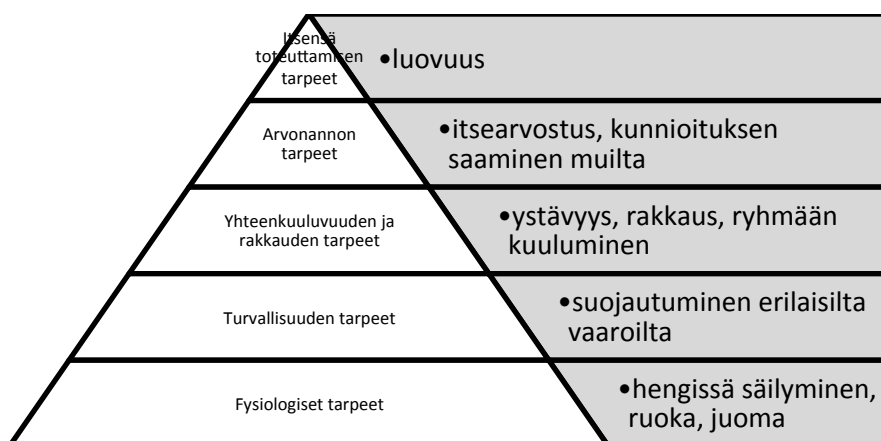 Itsensä
toteuttamisen
tarpeet
•luovuus
Arvonannon
tarpeet
•itsearvostus, kunnioituksen
saaminen muilta
Yhteenkuuluvuuden ja
rakkauden tarpeet
•ystävyys, rakkaus, ryhmään
kuuluminen
Turvallisuuden tarpeet
•suojautuminen erilaisilta
vaaroilta
Fysiologiset tarpeet
•hengissä säilyminen,
ruoka, juoma